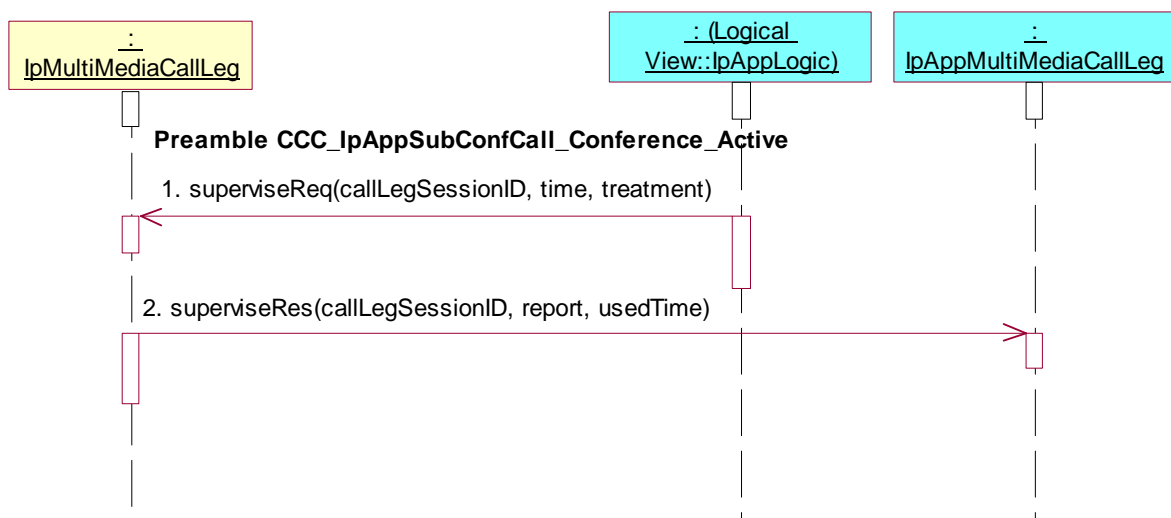 :
IpMultiMediaCallLeg
: (Logical
View::IpAppLogic)
:
IpAppMultiMediaCallLeg
Preamble CCC_IpAppSubConfCall_Conference_Active
1. superviseReq(callLegSessionID, time, treatment)
2. superviseRes(callLegSessionID, report, usedTime)